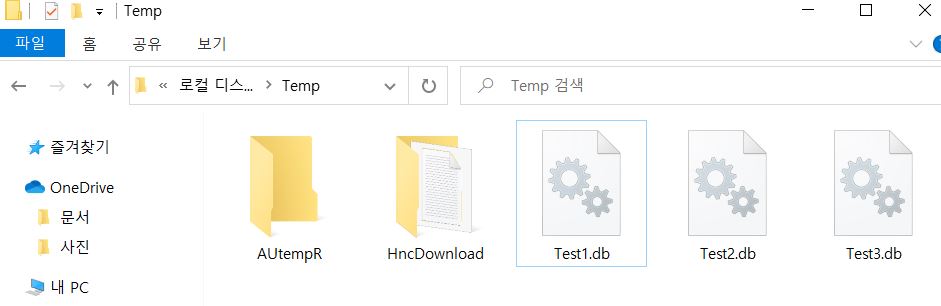 Temp
파일 홈 공유 보기
« 로컬 디스... > Temp
Temp 검색
즐겨찾기
OneDrive
문서
사진
내 PC
AUtempR
HncDownload
Test1.db
Test2.db
Test3.db